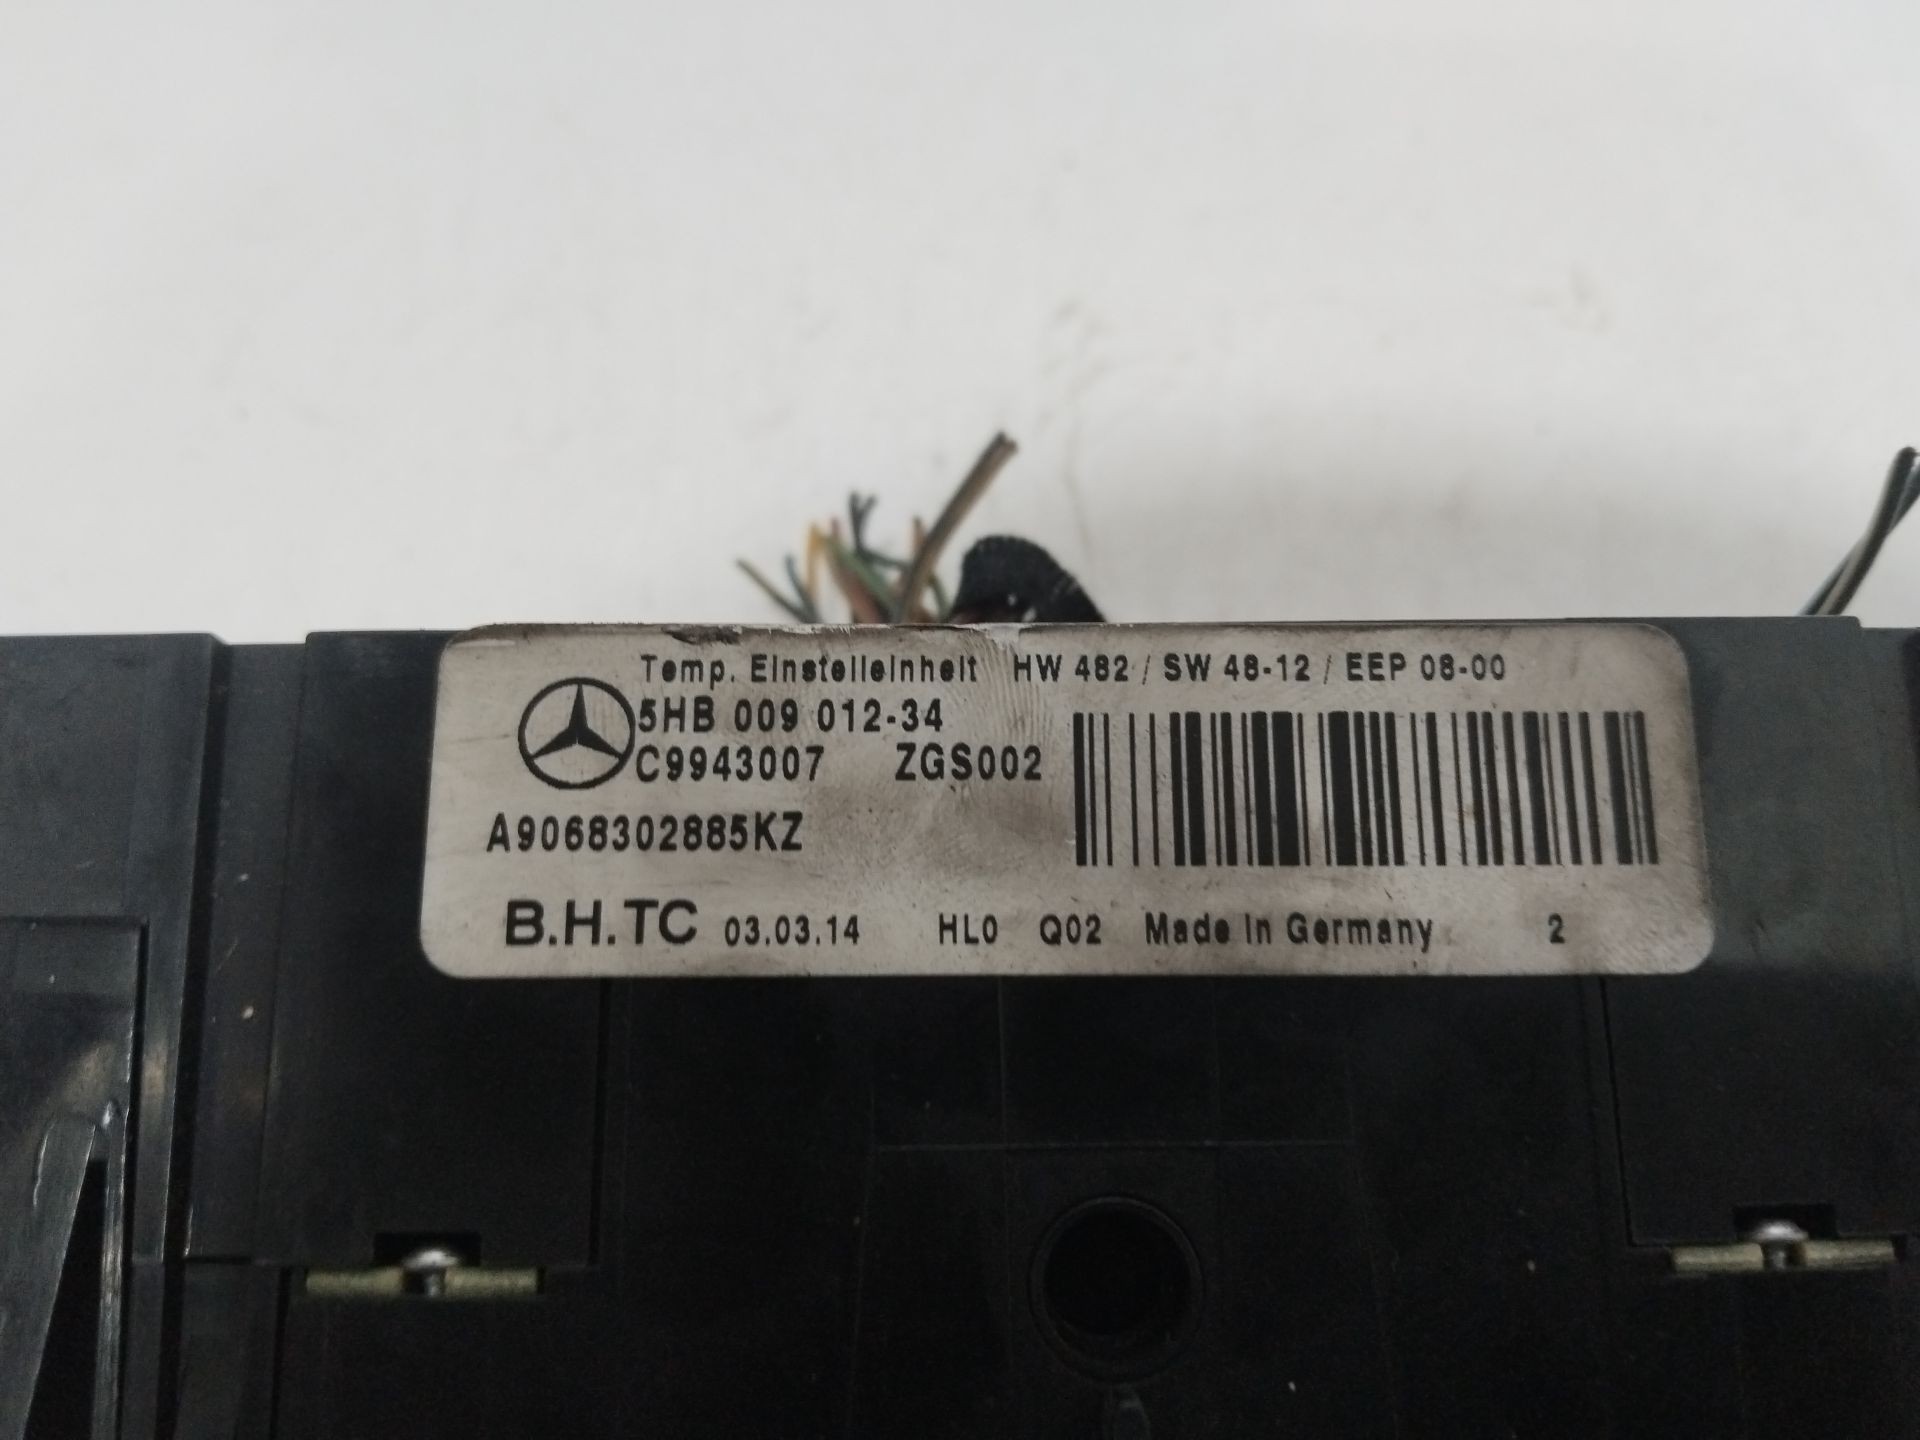 Temp. Einstelleinheit HW 482 / SW 48-12 / EEP 08-00
5HB 009 012-34
C9943007 ZGS002
A9068302885KZ
B.H.TC 03.03.14 HL0 Q02 Made in Germany 2